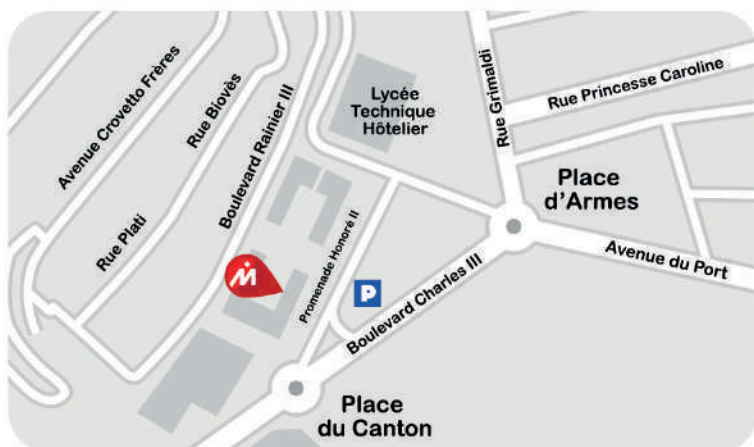 Lycée
Technique
Hôtelier
Rue Grimaldi
Rue Princesse Caroline
Avenue Crovetto Frères
Rue Biovès
Boulevard Rainier III
Place
d'Armes
Rue Plati
Promenade Honoré II
Avenue du Port
M
P
Boulevard Charles III
Place
du Canton